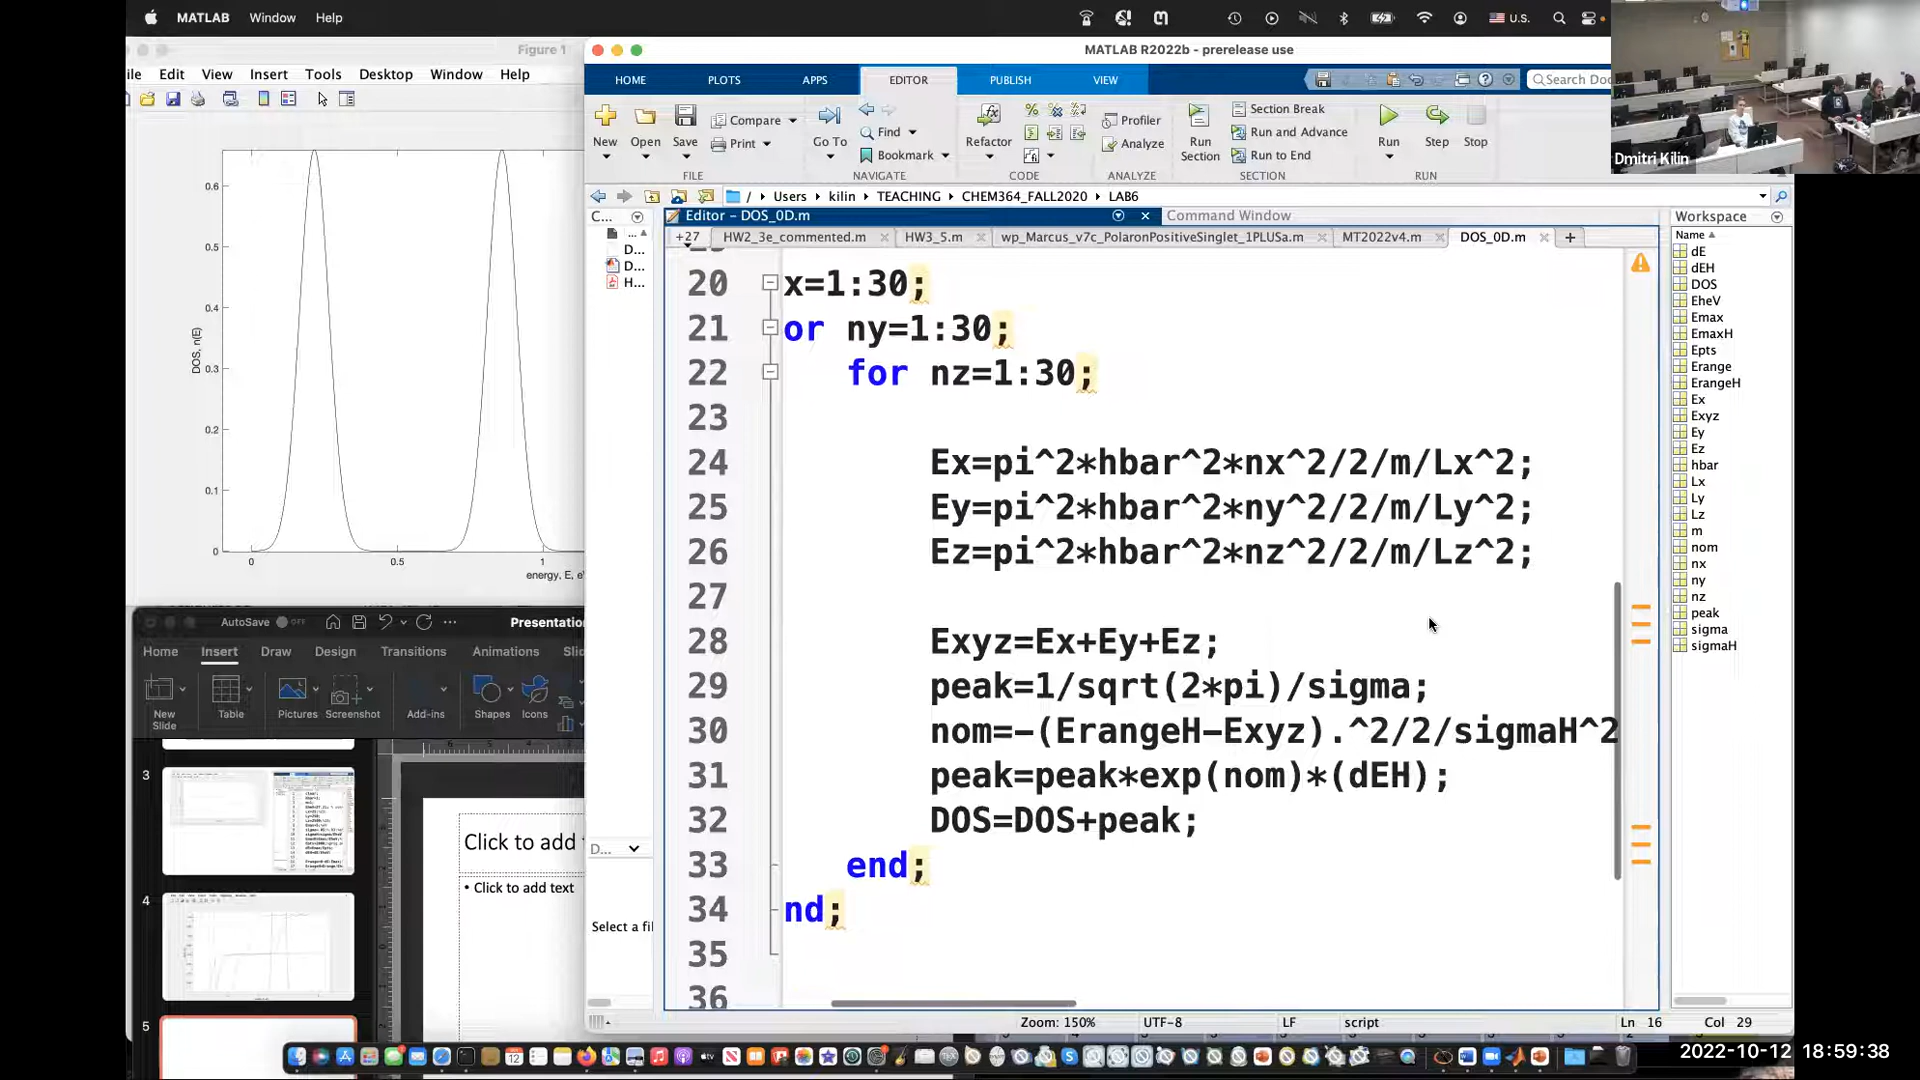 MATLAB Window Help
U.S.
Figure 1
ile Edit View Insert Tools Desktop Window Help
DOS, n(E)
0.6
0.5
0.4
0.3
0.2
0.1
0
0 0.5 1
energy, E, e
AutoSave OFF
Presentation
Home Insert Draw Design Transitions Animations Slid
New Slide
Table
Pictures
Screenshot
Add-ins
Shapes
Icons
3
4
5
Click to add
• Click to add text
MATLAB R2022b - prerelease use
HOME PLOTS APPS EDITOR PUBLISH VIEW
Search Doc
New Open Save
Compare
Print
FILE
Go To
Find
Bookmark
NAVIGATE
Refactor
CODE
Profiler
Analyze
ANALYZE
Run Section
Section Break
Run and Advance
Run to End
SECTION
Run Step Stop
RUN
/ Users kilin TEACHING CHEM364_FALL2020 LAB6
C...
...
D...
D...
H...
D...
Select a fil
Editor - DOS_0D.m
Command Window
+27 HW2_3e_commented.m HW3_5.m wp_Marcus_v7c_PolaronPositiveSinglet_1PLUSa.m MT2022v4.m DOS_0D.m +
20 x=1:30;
21 or ny=1:30;
22 for nz=1:30;
23
24 Ex=pi^2*hbar^2*nx^2/2/m/Lx^2;
25 Ey=pi^2*hbar^2*ny^2/2/m/Ly^2;
26 Ez=pi^2*hbar^2*nz^2/2/m/Lz^2;
27
28 Exyz=Ex+Ey+Ez;
29 peak=1/sqrt(2*pi)/sigma;
30 nom=-(ErangeH-Exyz).^2/2/sigmaH^2
31 peak=peak*exp(nom)*(dEH);
32 DOS=DOS+peak;
33 end;
34 nd;
35
36
Zoom: 150% UTF-8 LF script Ln 16 Col 29
Workspace
Name
dE
dEH
DOS
EheV
Emax
EmaxH
Epts
Erange
ErangeH
Ex
Exyz
Ey
Ez
hbar
Lx
Ly
Lz
m
nom
nx
ny
nz
peak
sigma
sigmaH
Dmitri Kilin
2022-10-12 18:59:38